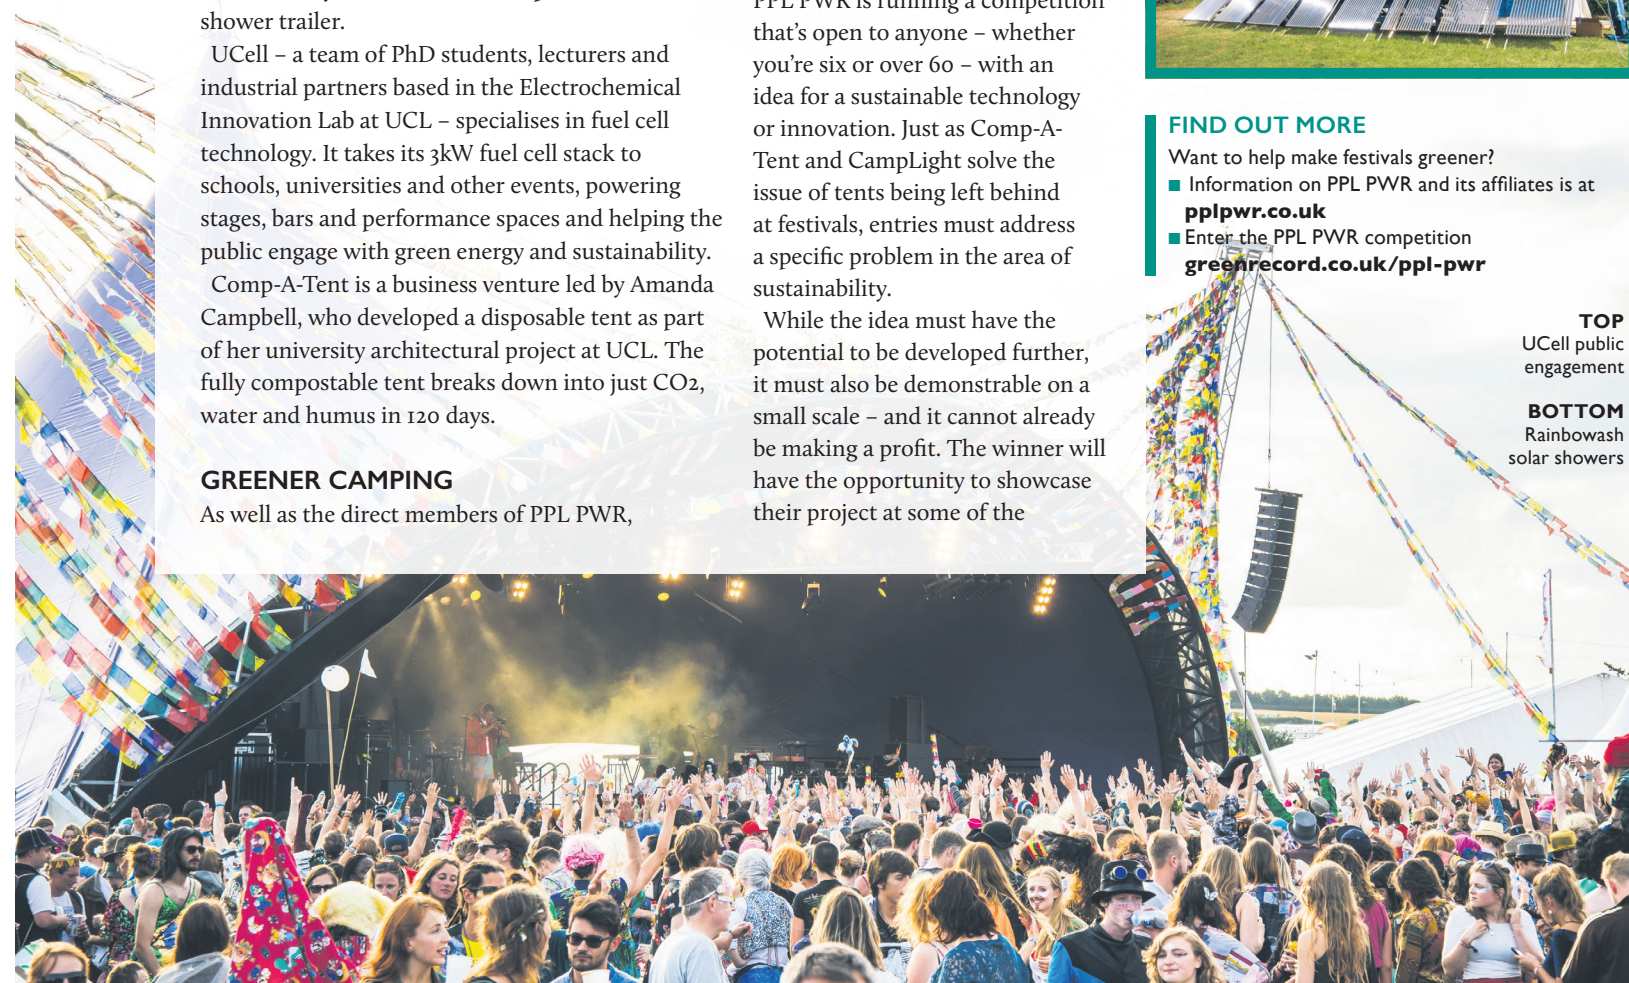 shower trailer.
UCell – a team of PhD students, lecturers and
industrial partners based in the Electrochemical
Innovation Lab at UCL – specialises in fuel cell
technology. It takes its 3kW fuel cell stack to
schools, universities and other events, powering
stages, bars and performance spaces and helping the
public engage with green energy and sustainability.
Comp-A-Tent is a business venture led by Amanda
Campbell, who developed a disposable tent as part
of her university architectural project at UCL. The
fully compostable tent breaks down into just CO2,
water and humus in 120 days.
GREENER CAMPING
As well as the direct members of PPL PWR,
PPL PWR is running a competition
that’s open to anyone – whether
you’re six or over 60 – with an
idea for a sustainable technology
or innovation. Just as Comp-A-
Tent and CampLight solve the
issue of tents being left behind
at festivals, entries must address
a specific problem in the area of
sustainability.
While the idea must have the
potential to be developed further,
it must also be demonstrable on a
small scale – and it cannot already
be making a profit. The winner will
have the opportunity to showcase
their project at some of the
FIND OUT MORE
Want to help make festivals greener?
■ Information on PPL PWR and its affiliates is at
pplpwr.co.uk
■ Enter the PPL PWR competition
greenrecord.co.uk/ppl-pwr
TOP
UCell public
engagement
BOTTOM
Rainbowash
solar showers